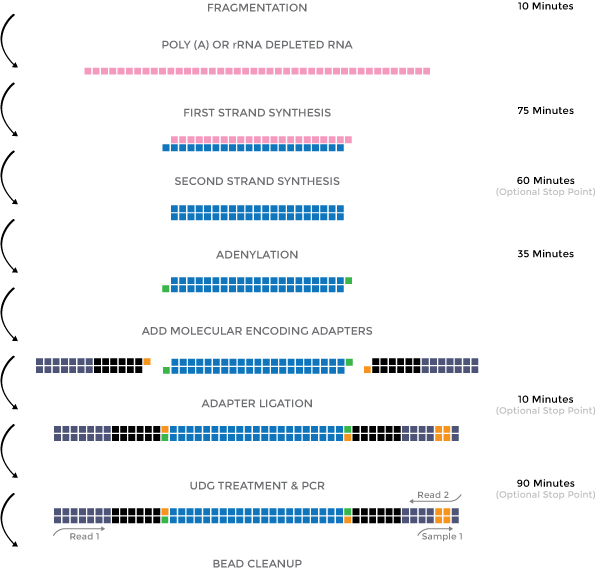 FRAGMENTATION
10 Minutes
POLY (A) OR rRNA DEPLETED RNA
FIRST STRAND SYNTHESIS
75 Minutes
SECOND STRAND SYNTHESIS
60 Minutes
(Optional Stop Point)
ADENYLATION
35 Minutes
ADD MOLECULAR ENCODING ADAPTERS
ADAPTER LIGATION
10 Minutes
(Optional Stop Point)
UDG TREATMENT & PCR
90 Minutes
(Optional Stop Point)
Read 2
Read 1
Sample 1
BEAD CLEANUP